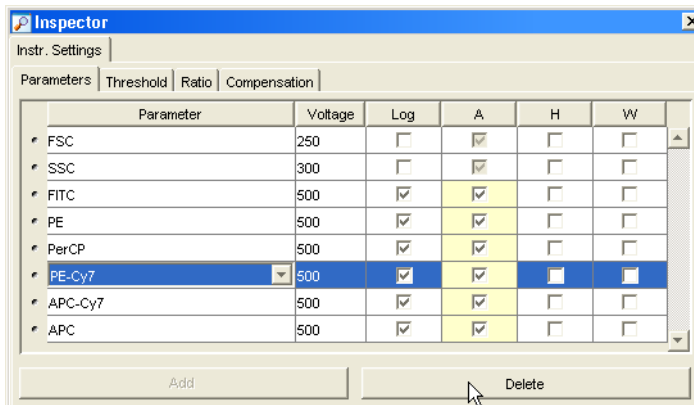 Inspector
Instr. Settings
Parameters Threshold Ratio Compensation
Parameter Voltage Log A H W
FSC 250
SSC 300
FITC 500
PE 500
PerCP 500
PE-Cy7 500
APC-Cy7 500
APC 500
Add Delete